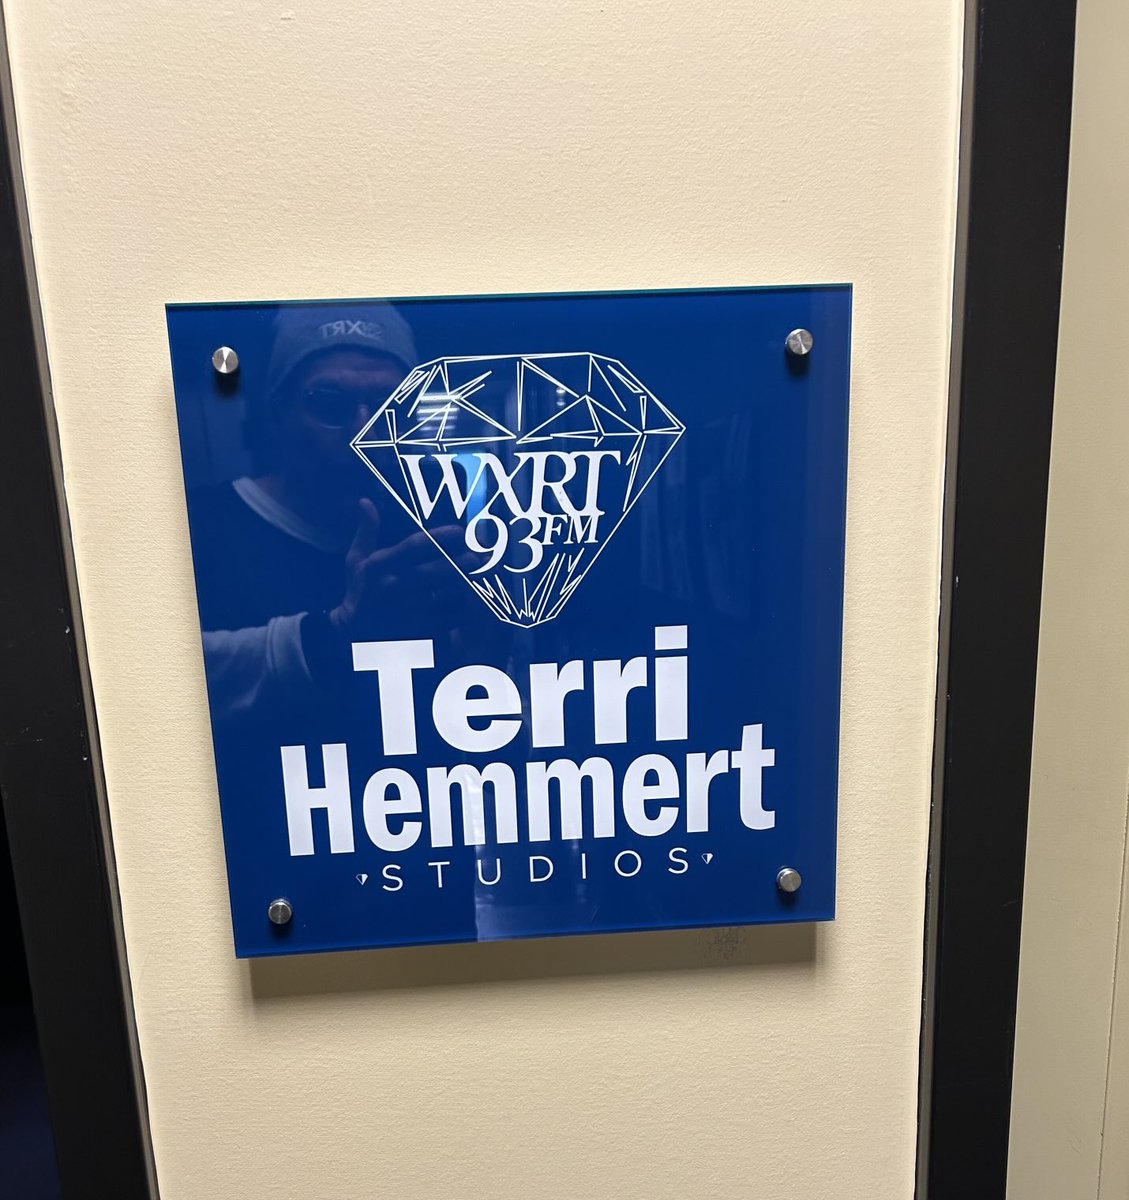 WXRT
93FM
Terri
Hemmert
STUDIOS